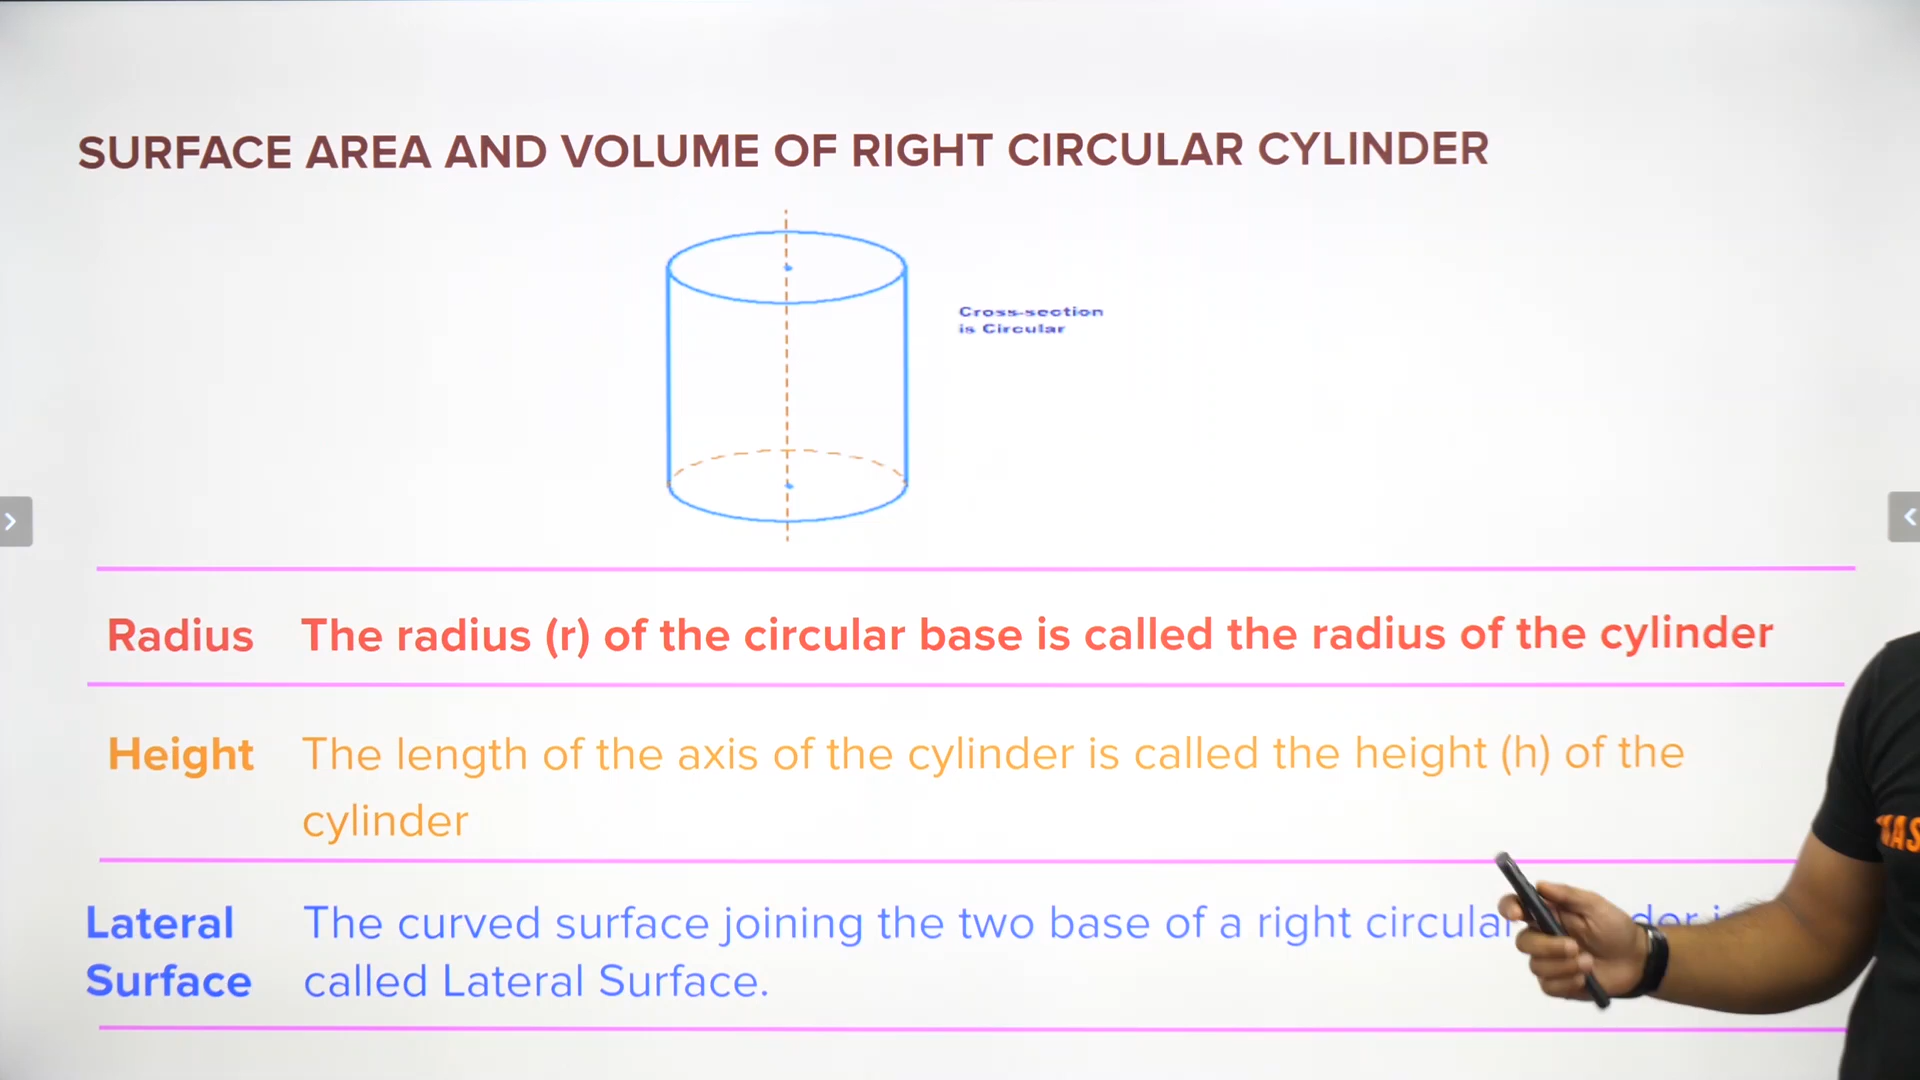 SURFACE AREA AND VOLUME OF RIGHT CIRCULAR CYLINDER
Cross-section
is Circular
Radius The radius (r) of the circular base is called the radius of the cylinder
Height The length of the axis of the cylinder is called the height (h) of the
cylinder
Lateral The curved surface joining the two base of a right circular
Surface called Lateral Surface.